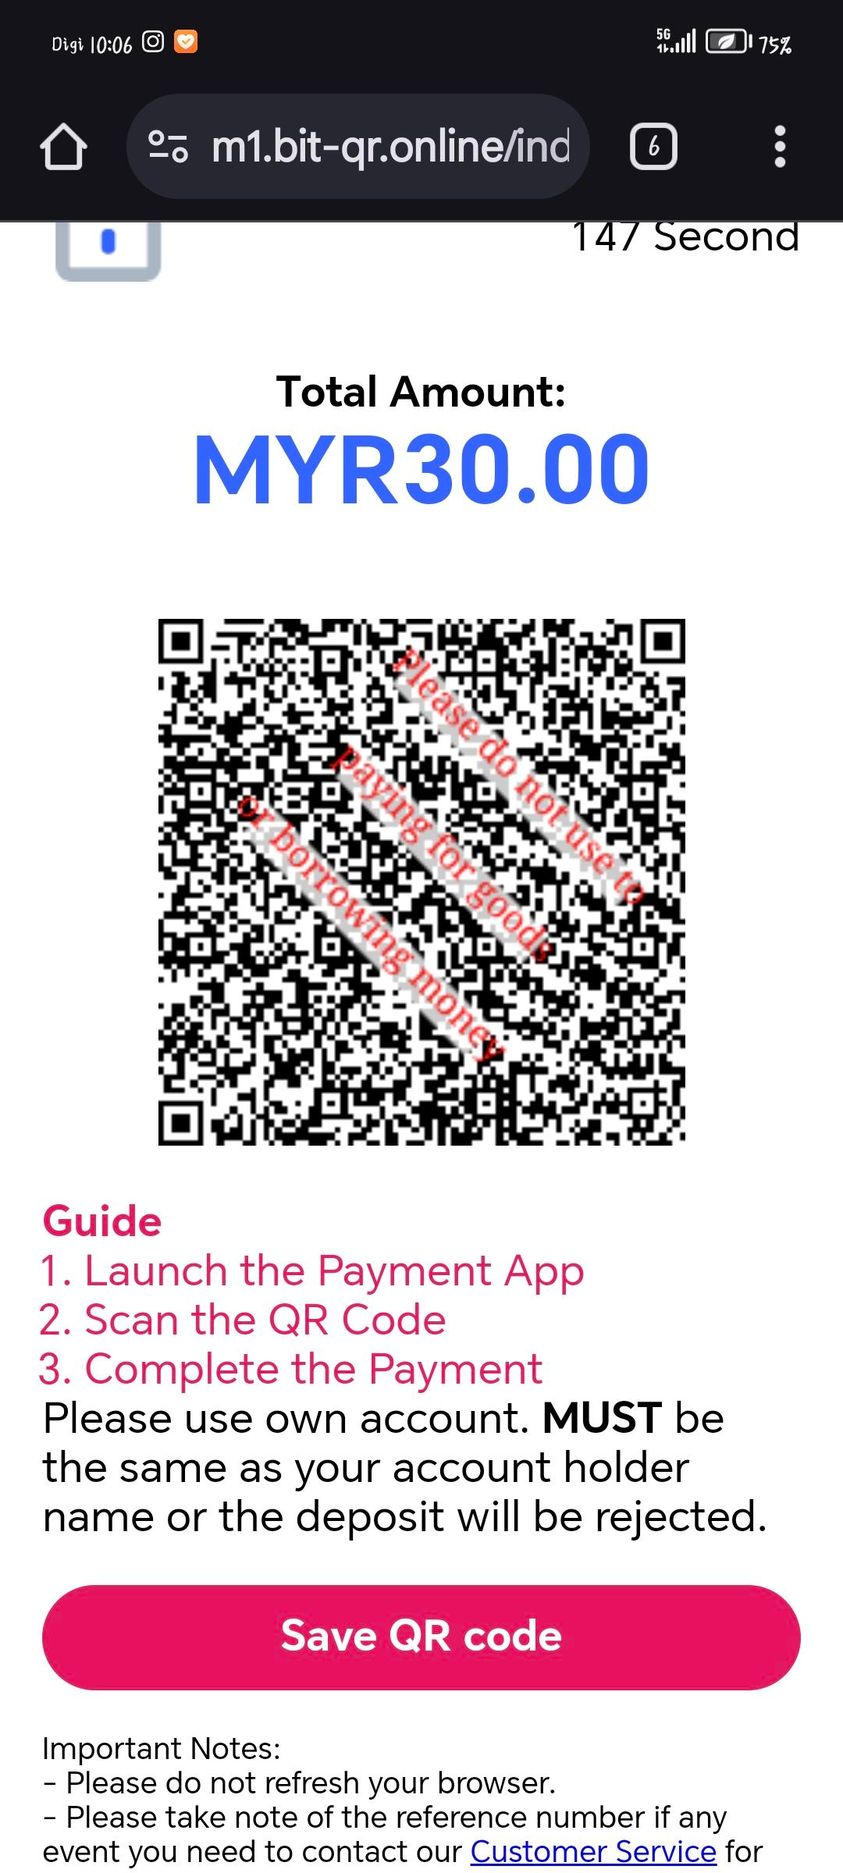 Digi 10:06
5G
75%
m1.bit-qr.online/ind
6
147 Second
Total Amount:
MYR30.00
Please do not use to
paying for goods
or borrowing money
Guide
1. Launch the Payment App
2. Scan the QR Code
3. Complete the Payment
Please use own account. MUST be
the same as your account holder
name or the deposit will be rejected.
Save QR code
Important Notes:
- Please do not refresh your browser.
- Please take note of the reference number if any
event you need to contact our Customer Service for